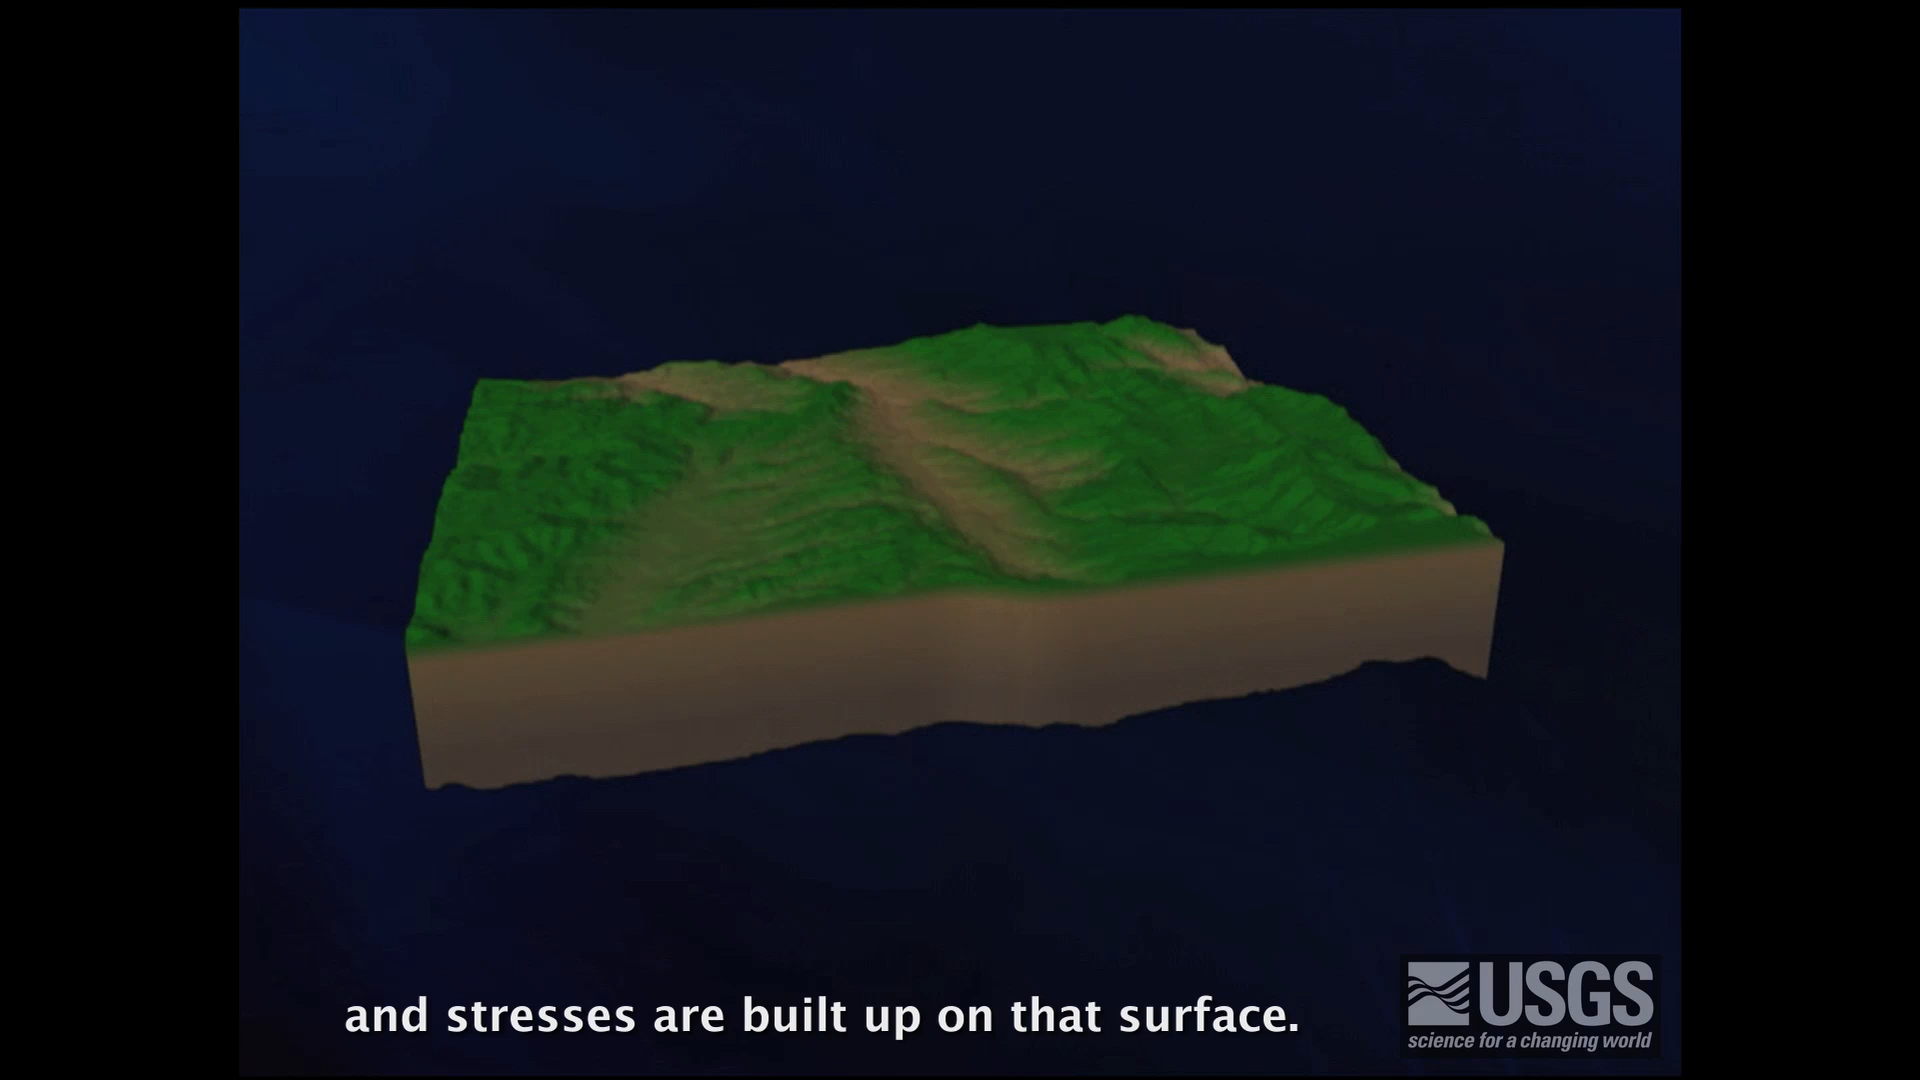 and stresses are built up on that surface.
USGS
science for a changing world